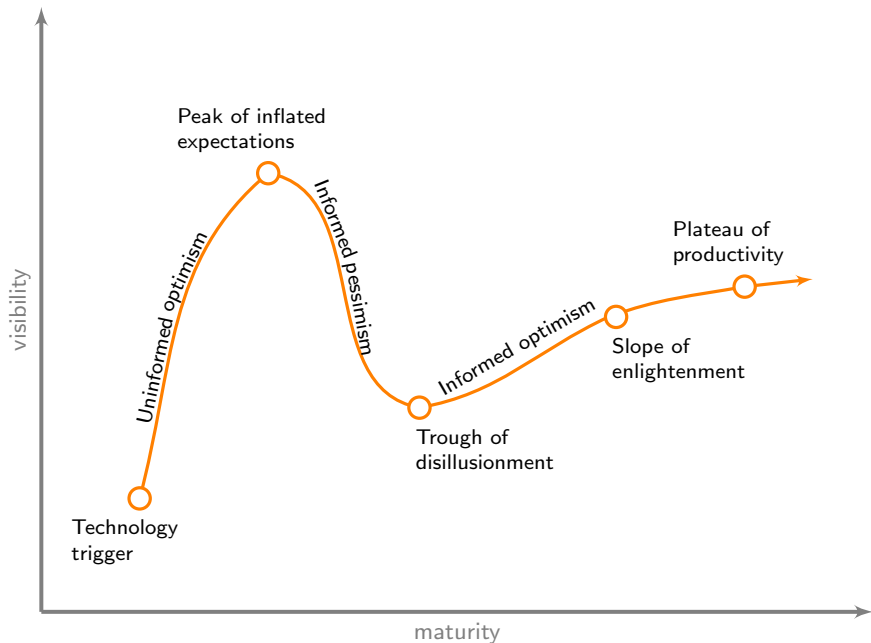 Peak of inflated
expectations
Informed pessimism
Uninformed optimism
Plateau of
productivity
visibility
Informed optimism
Slope of
enlightenment
Trough of
disillusionment
Technology
trigger
maturity